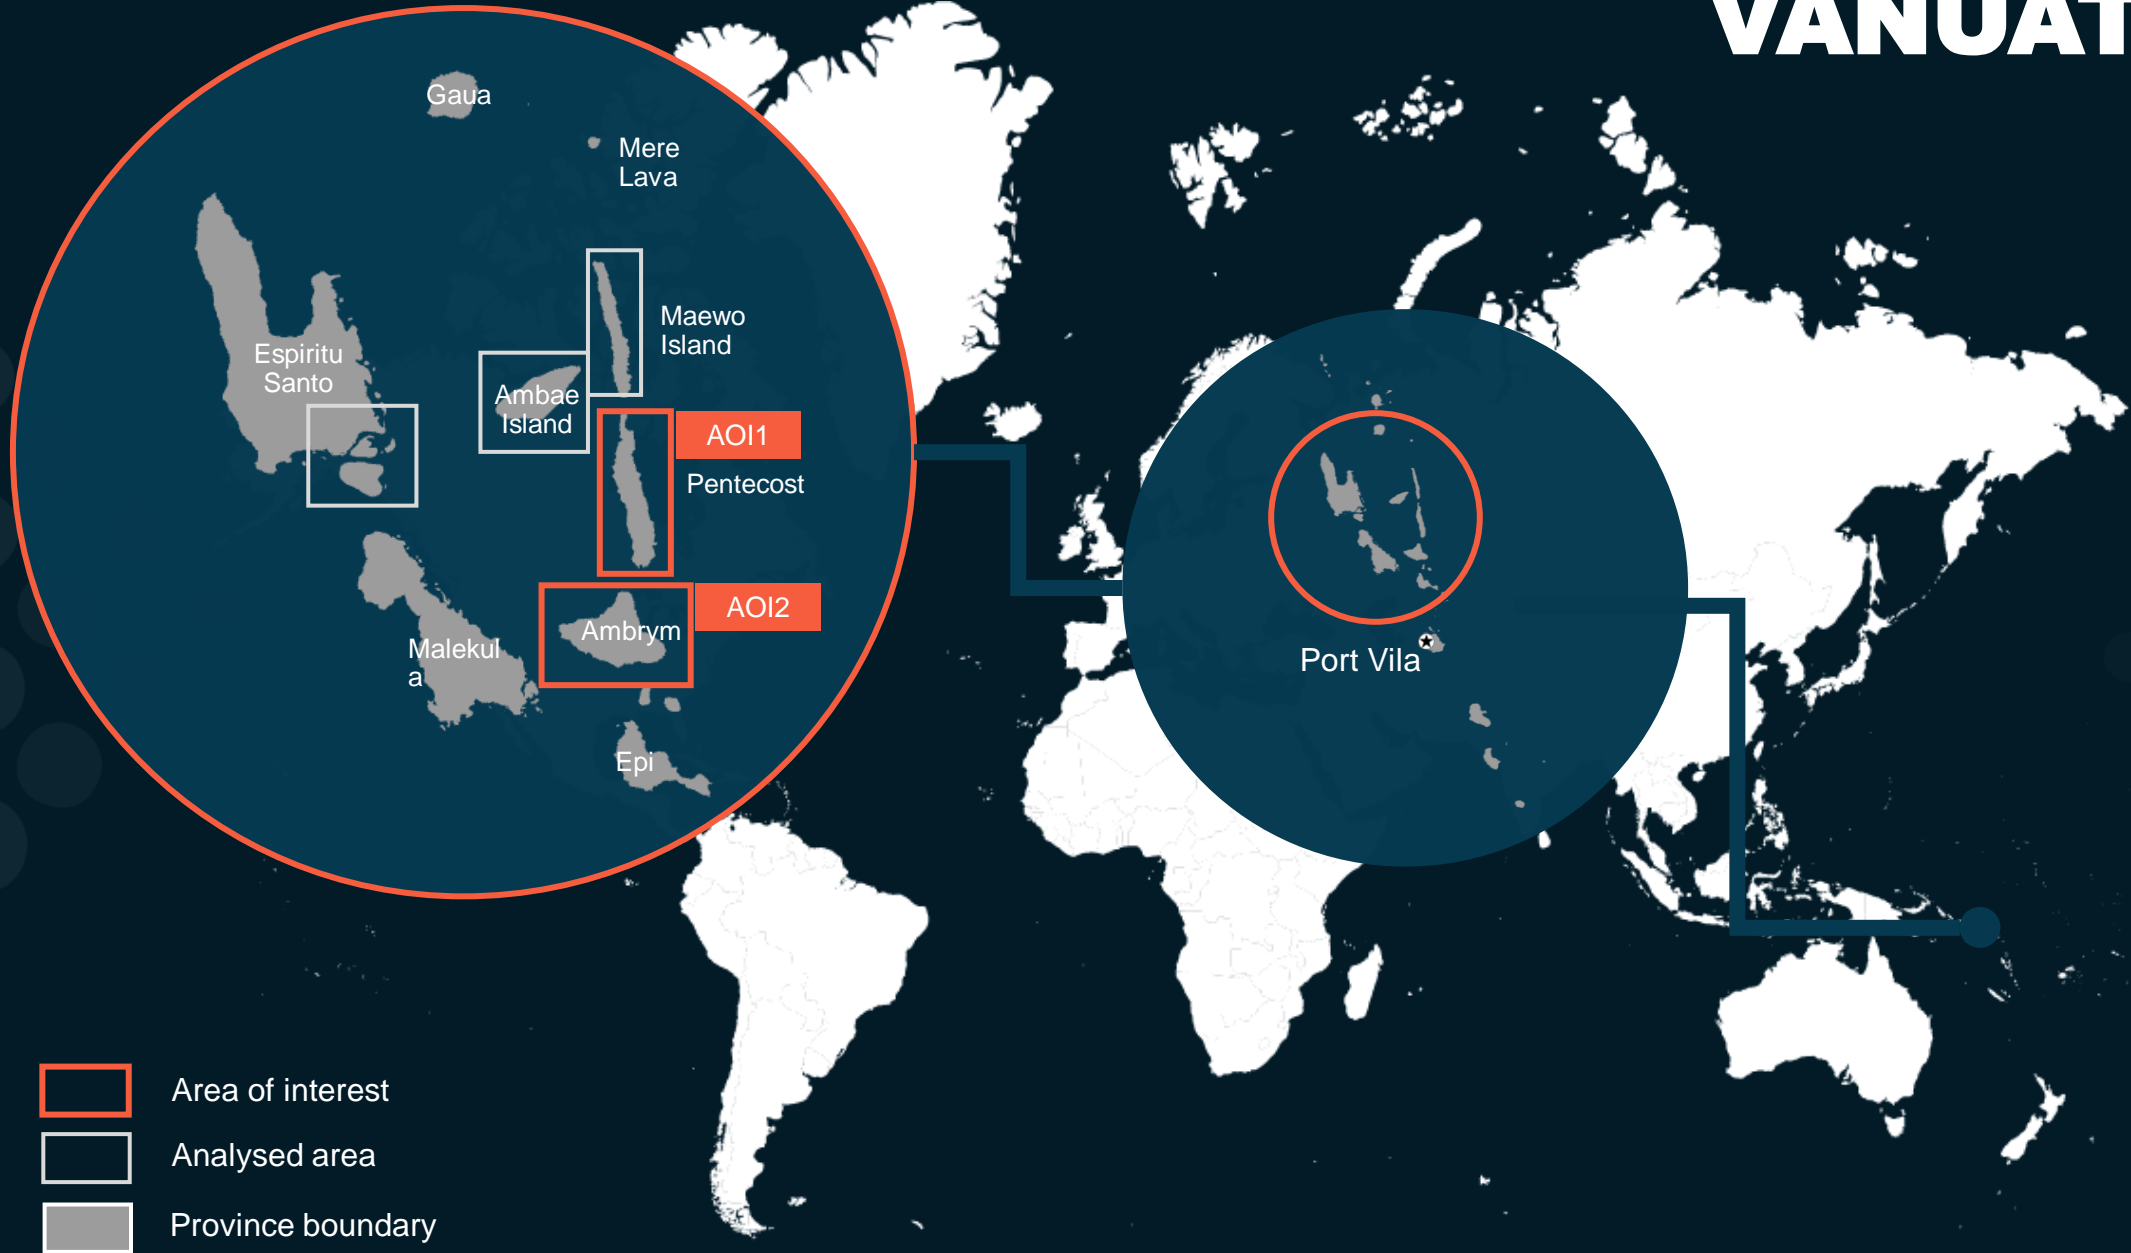 VANUAT
Gaua
Mere
Lava
Maewo
Island
Espiritu
Santo
Ambae
Island
AOI1
Pentecost
AOI2
Ambrym
Malekul
a
Epi
Port Vila
Area of interest
Analysed area
Province boundary